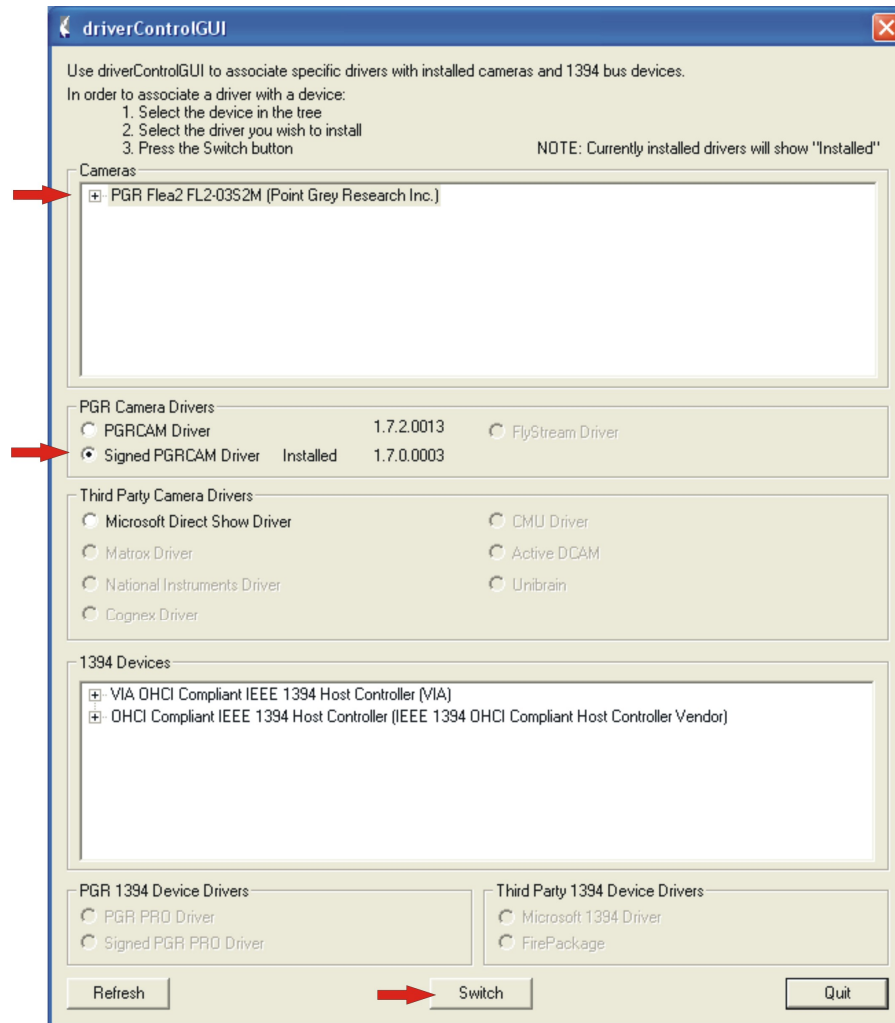 driverControlGUI
Use driverControlGUI to associate specific drivers with installed cameras and 1394 bus devices.
In order to associate a driver with a device:
1. Select the device in the tree
2. Select the driver you wish to install
3. Press the Switch button
NOTE: Currently installed drivers will show "Installed"
Cameras
PGR Flea2 FL2-03S2M (Point Grey Research Inc.)
PGR Camera Drivers
PGRCAM Driver 1.7.2.0013 FlyStream Driver
Signed PGRCAM Driver Installed 1.7.0.0003
Third Party Camera Drivers
Microsoft Direct Show Driver CMU Driver
Matrox Driver Active DCAM
National Instruments Driver Unibrain
Cognex Driver
1394 Devices
VIA OHCI Compliant IEEE 1394 Host Controller (VIA)
OHCI Compliant IEEE 1394 Host Controller (IEEE 1394 OHCI Compliant Host Controller Vendor)
PGR 1394 Device Drivers
PGR PRO Driver
Signed PGR PRO Driver
Third Party 1394 Device Drivers
Microsoft 1394 Driver
FirePackage
Refresh Switch Quit